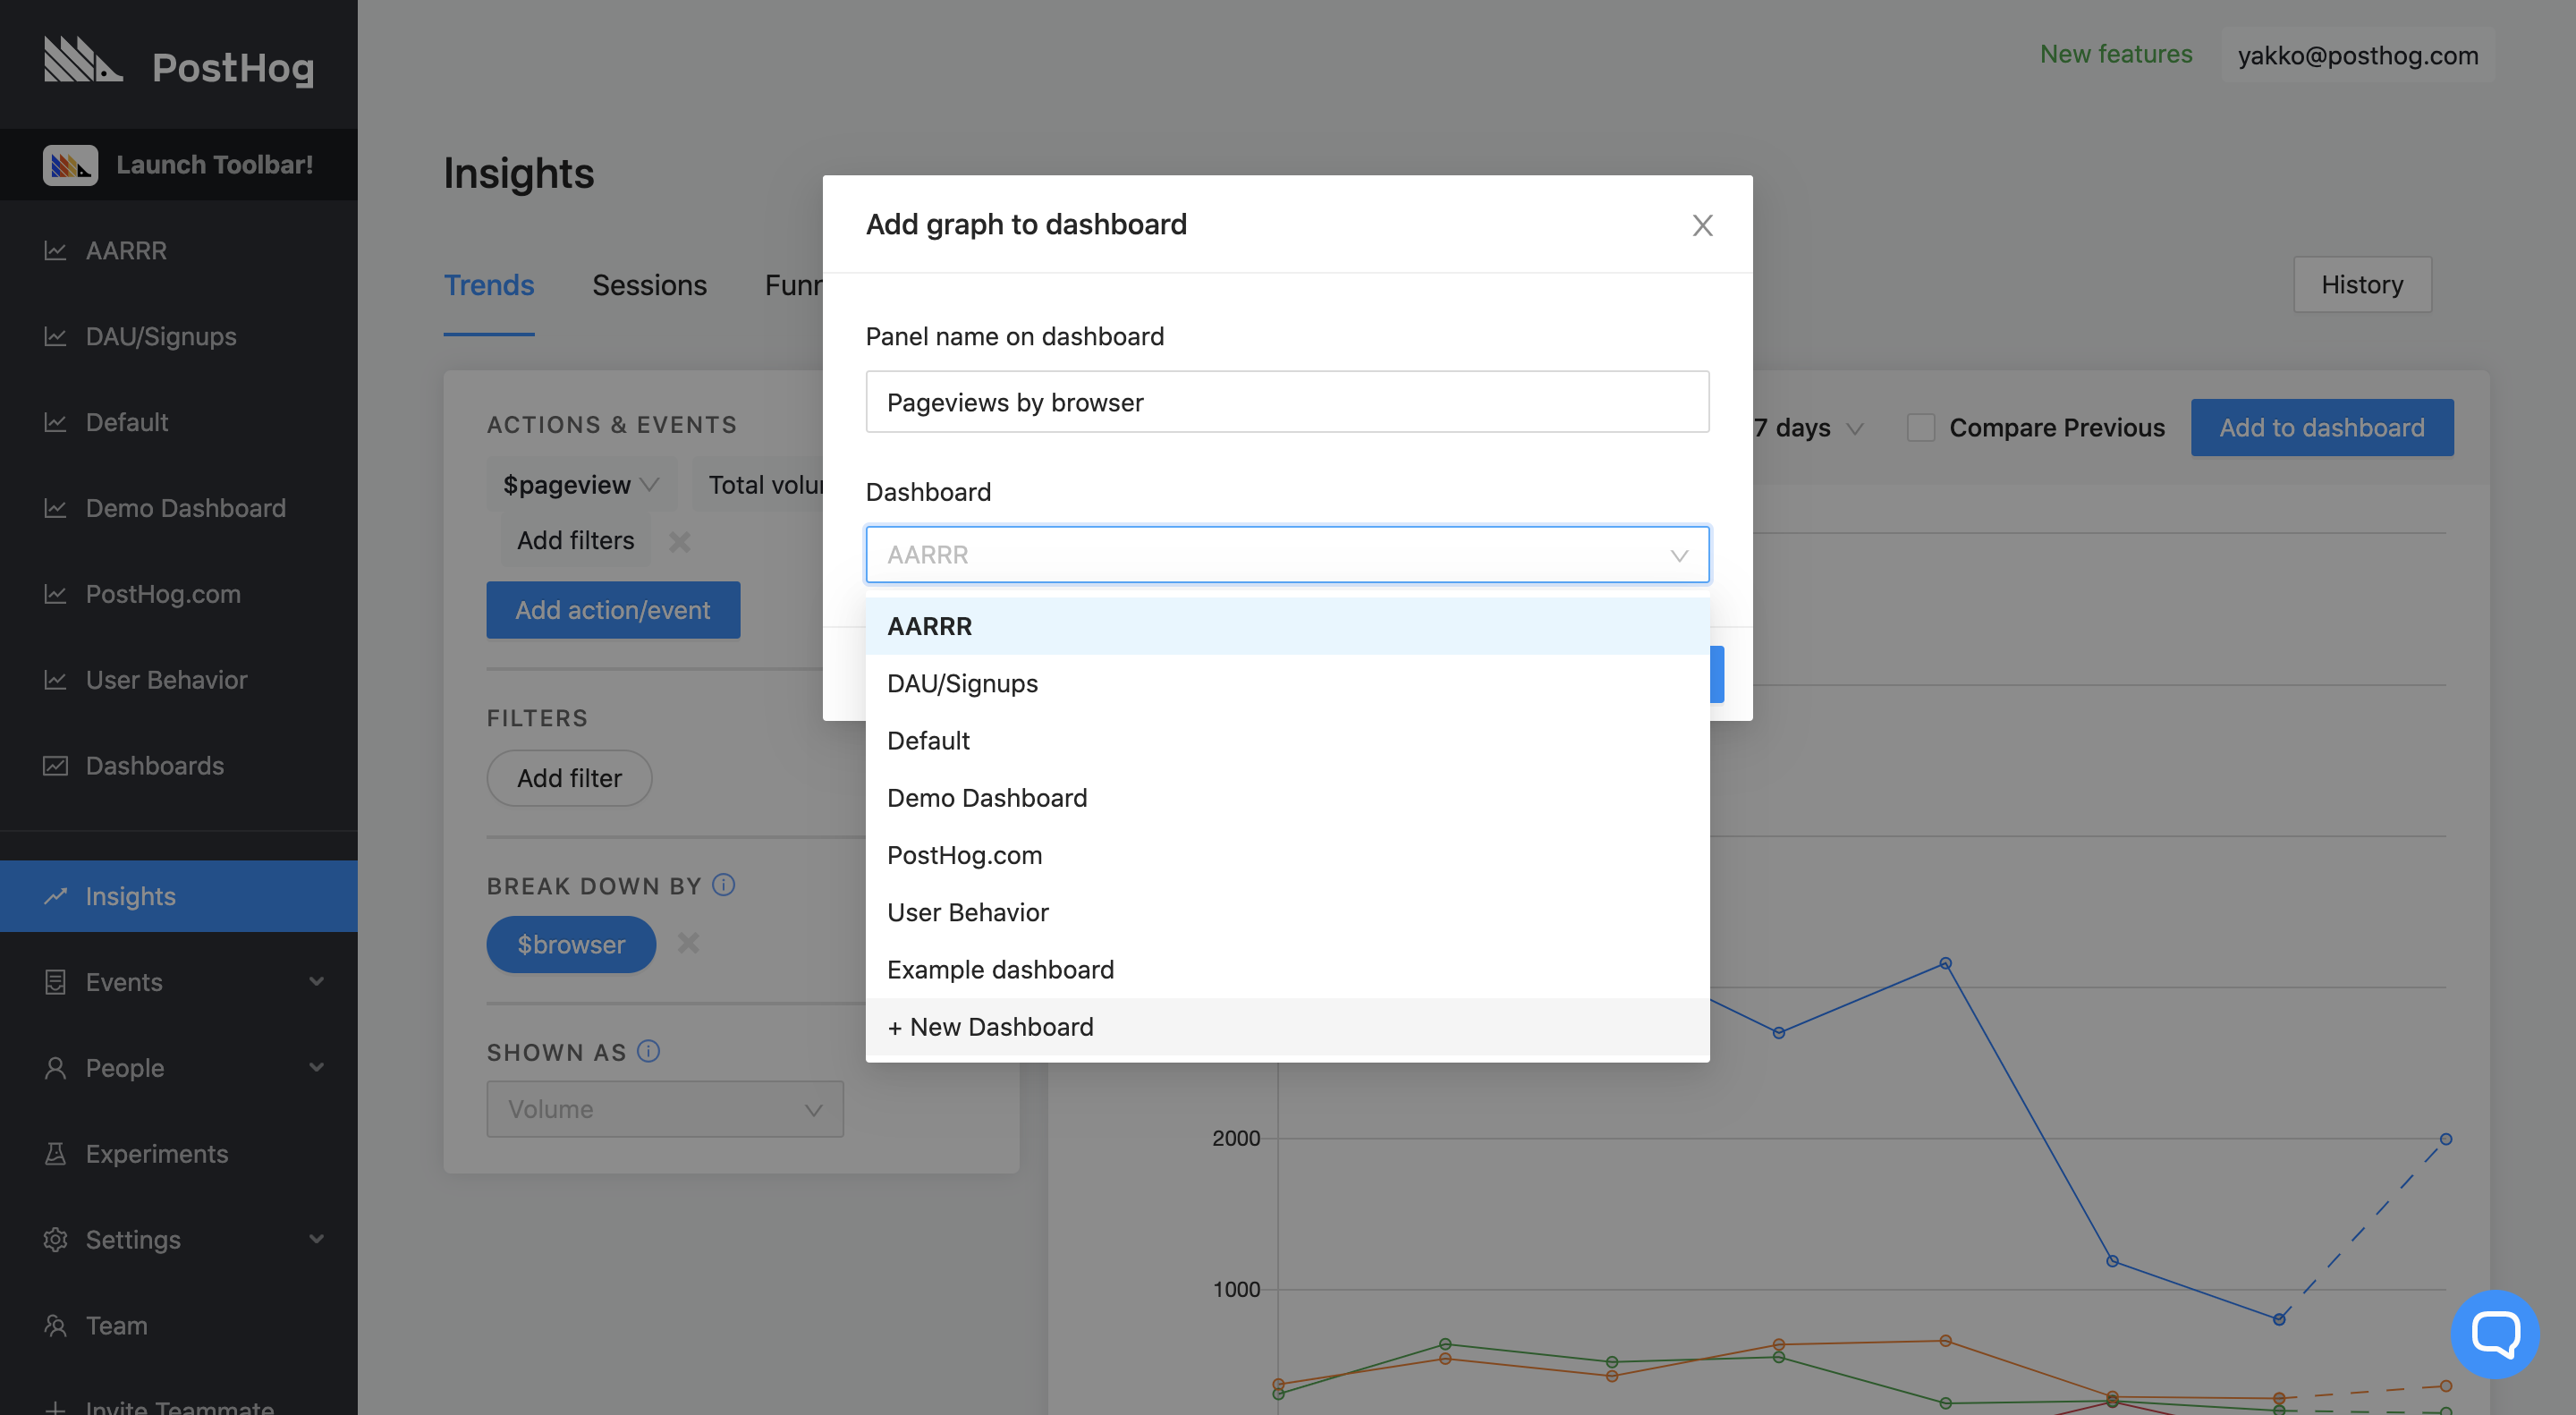 PostHog
Launch Toolbar!
AARRR
DAU/Signups
Default
Demo Dashboard
PostHog.com
User Behavior
Dashboards
Insights
Events
People
Experiments
Settings
Team
Invite Teammate
New features
yakko@posthog.com
Insights
Trends
Sessions
Funn
History
ACTIONS & EVENTS
$pageview
Total volu
Add filters
Add action/event
FILTERS
Add filter
BREAK DOWN BY
$browser
SHOWN AS
Volume
7 days
Compare Previous
Add to dashboard
2000
1000
Add graph to dashboard
Panel name on dashboard
Pageviews by browser
Dashboard
AARRR
AARRR
DAU/Signups
Default
Demo Dashboard
PostHog.com
User Behavior
Example dashboard
+ New Dashboard